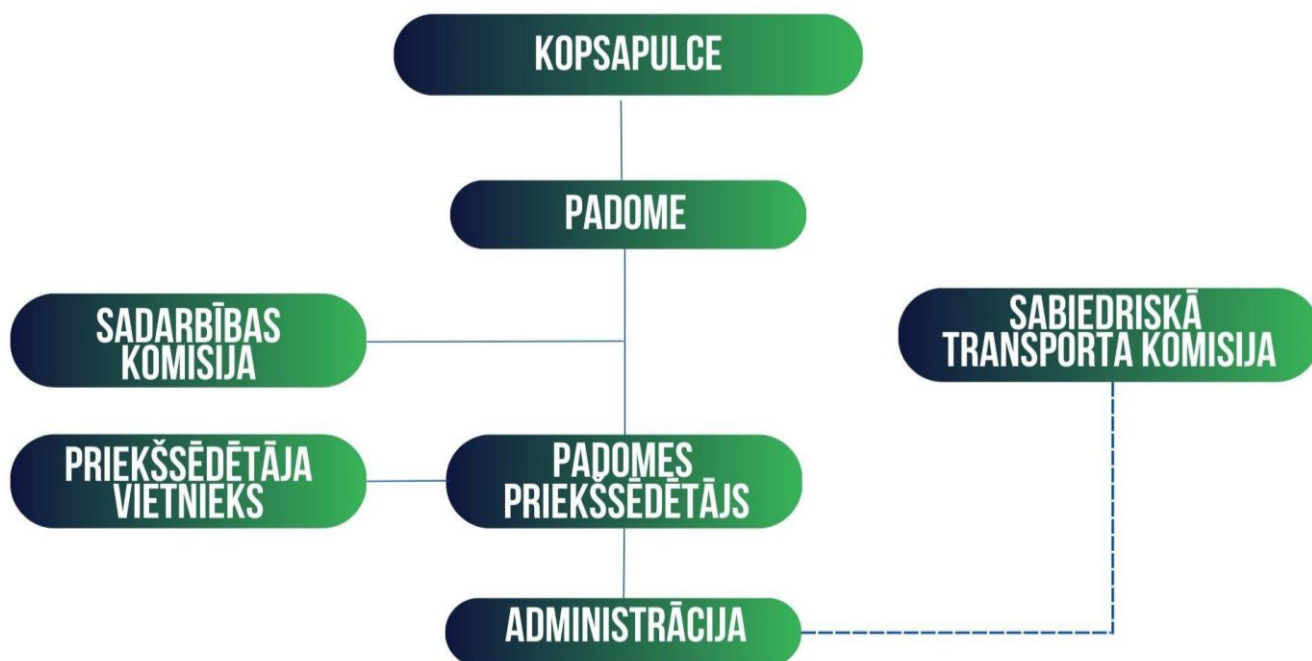 KOPSAPULCE
PADOME
SADARBĪBAS
KOMISIJA
SABIEDRISKĀ
TRANSPORTA KOMISIJA
PRIEKŠSĒDĒTĀJA
VIETNIEKS
PADOMES
PRIEKŠSĒDĒTĀJS
ADMINISTRĀCIJA